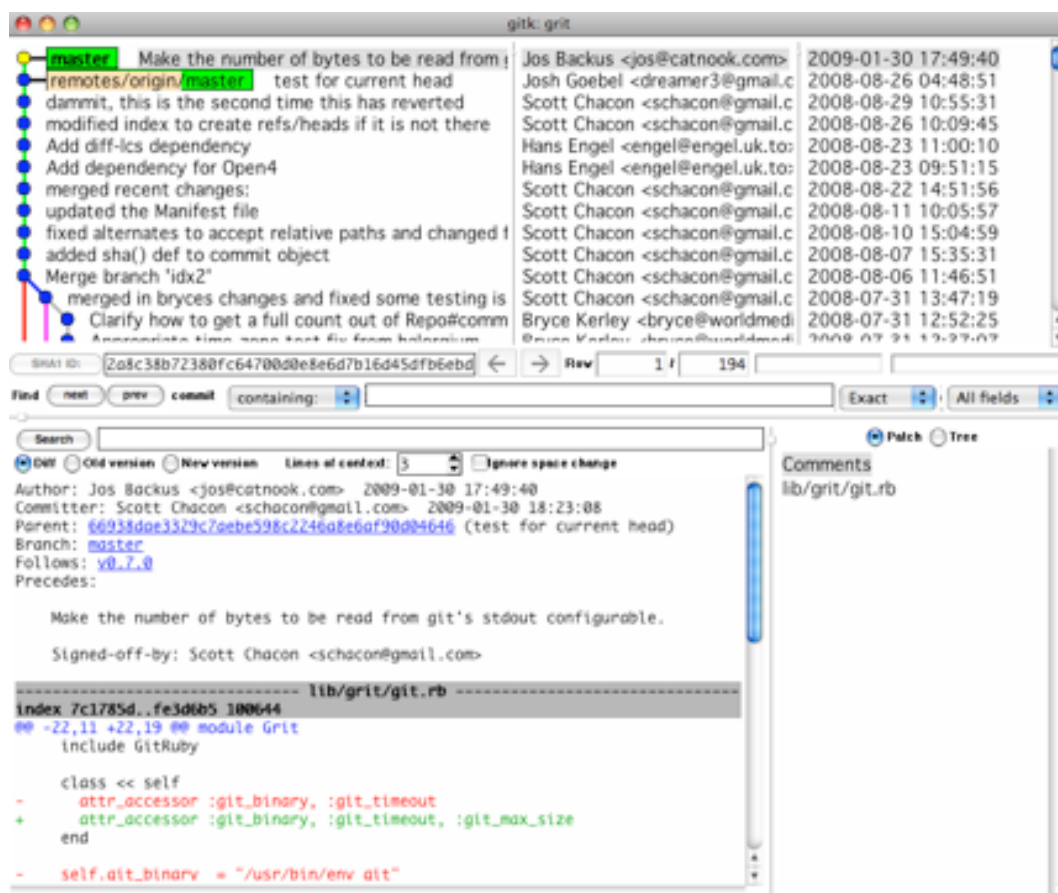 gitk: grit
master Make the number of bytes to be read from g Jos Backus <jos@catnook.com> 2009-01-30 17:49:40
remotes/origin/master test for current head Josh Goebel <dreamer3@gmail.c 2008-08-26 04:48:51
dammit, this is the second time this has reverted Scott Chacon <schacon@gmail.c 2008-08-29 10:55:31
modified index to create refs/heads if it is not there Scott Chacon <schacon@gmail.c 2008-08-26 10:09:45
Add diff-lcs dependency Hans Engel <engel@engel.uk.to> 2008-08-23 11:00:10
Add dependency for Open4 Hans Engel <engel@engel.uk.to> 2008-08-23 09:51:15
merged recent changes: Scott Chacon <schacon@gmail.c 2008-08-22 14:51:56
updated the Manifest file Scott Chacon <schacon@gmail.c 2008-08-11 10:05:57
fixed alternates to accept relative paths and changed f Scott Chacon <schacon@gmail.c 2008-08-10 15:04:59
added sha() def to commit object Scott Chacon <schacon@gmail.c 2008-08-07 15:35:31
Merge branch 'idx2' Scott Chacon <schacon@gmail.c 2008-08-06 11:46:51
merged in bryces changes and fixed some testing is Scott Chacon <schacon@gmail.c 2008-07-31 13:47:19
Clarify how to get a full count out of Repo#comm Bryce Kerley <bryce@worldmedi 2008-07-31 12:52:25
SHA1 ID: 2a8c38b72380fc64700d0e8e6d7b16d45dfb6ebd ← → Row 1 / 194
Find next prev commit containing: Exact All fields
Search Patch Tree
Diff Old version New version Lines of context: 3 Ignore space change
Comments
lib/grit/git.rb
Author: Jos Backus <jos@catnook.com> 2009-01-30 17:49:40
Committer: Scott Chacon <schacon@gmail.com> 2009-01-30 18:23:08
Parent: 66938dae3329c7aebe598c2246a8e6af90d04646 (test for current head)
Branch: master
Follows: v0.7.0
Precedes:
Make the number of bytes to be read from git's stdout configurable.
Signed-off-by: Scott Chacon <schacon@gmail.com>
------------------------------- lib/grit/git.rb -------------------------------
index 7c1785d..fe3d6b5 100644
@@ -22,11 +22,19 @@ module Grit
include GitRuby
class << self
- attr_accessor :git_binary, :git_timeout
+ attr_accessor :git_binary, :git_timeout, :git_max_size
end
- self.git_binary = "/usr/bin/env git"